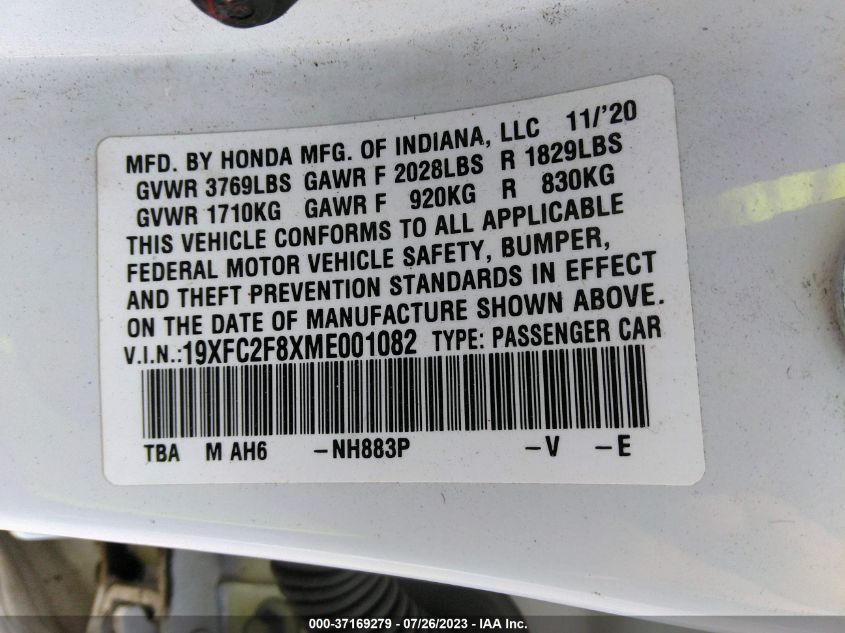 MFD. BY HONDA MFG. OF INDIANA, LLC 11/'20
GVWR 3769LBS GAWR F 2028LBS R 1829LBS
GVWR 1710KG GAWR F 920KG R 830KG
THIS VEHICLE CONFORMS TO ALL APPLICABLE
FEDERAL MOTOR VEHICLE SAFETY, BUMPER,
AND THEFT PREVENTION STANDARDS IN EFFECT
ON THE DATE OF MANUFACTURE SHOWN ABOVE.
V.I.N.:19XFC2F8XME001082 TYPE: PASSENGER CAR
TBA M AH6 -NH883P -V -E
000-37169279 - 07/26/2023 - IAA Inc.